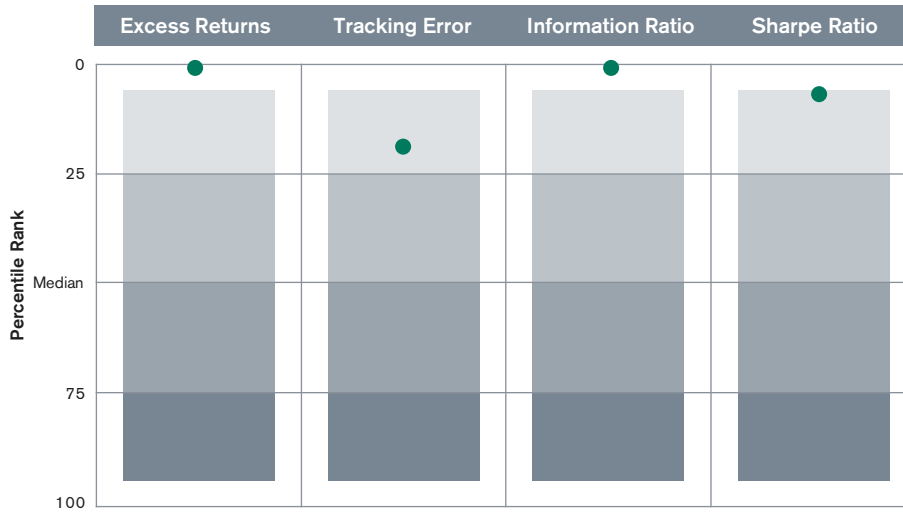 Excess Returns Tracking Error Information Ratio Sharpe Ratio
Percentile Rank
0
25
Median
75
100